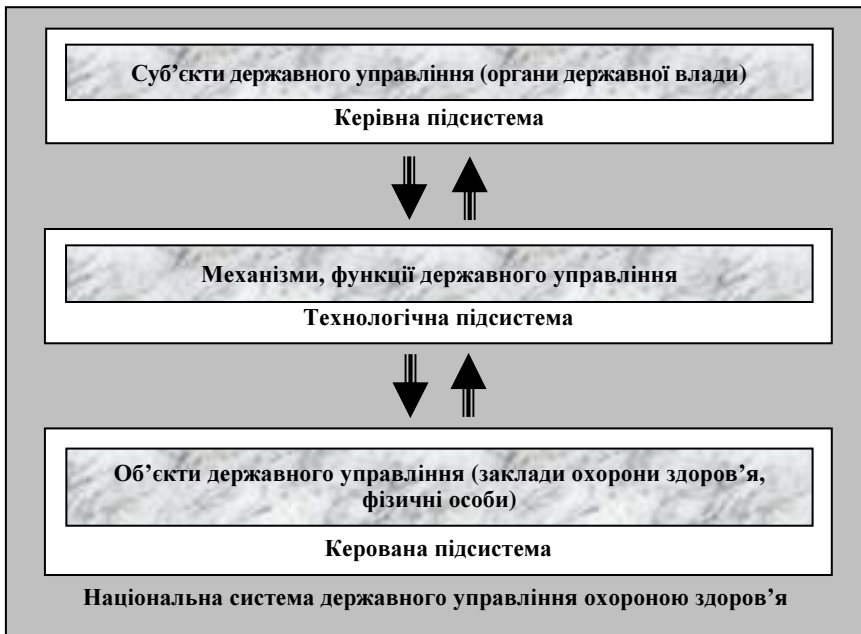 Суб’єкти державного управління (органи державної влади)
Керівна підсистема
Механізми, функції державного управління
Технологічна підсистема
Об’єкти державного управління (заклади охорони здоров’я,
фізичні особи)
Керована підсистема
Національна система державного управління охороною здоров’я